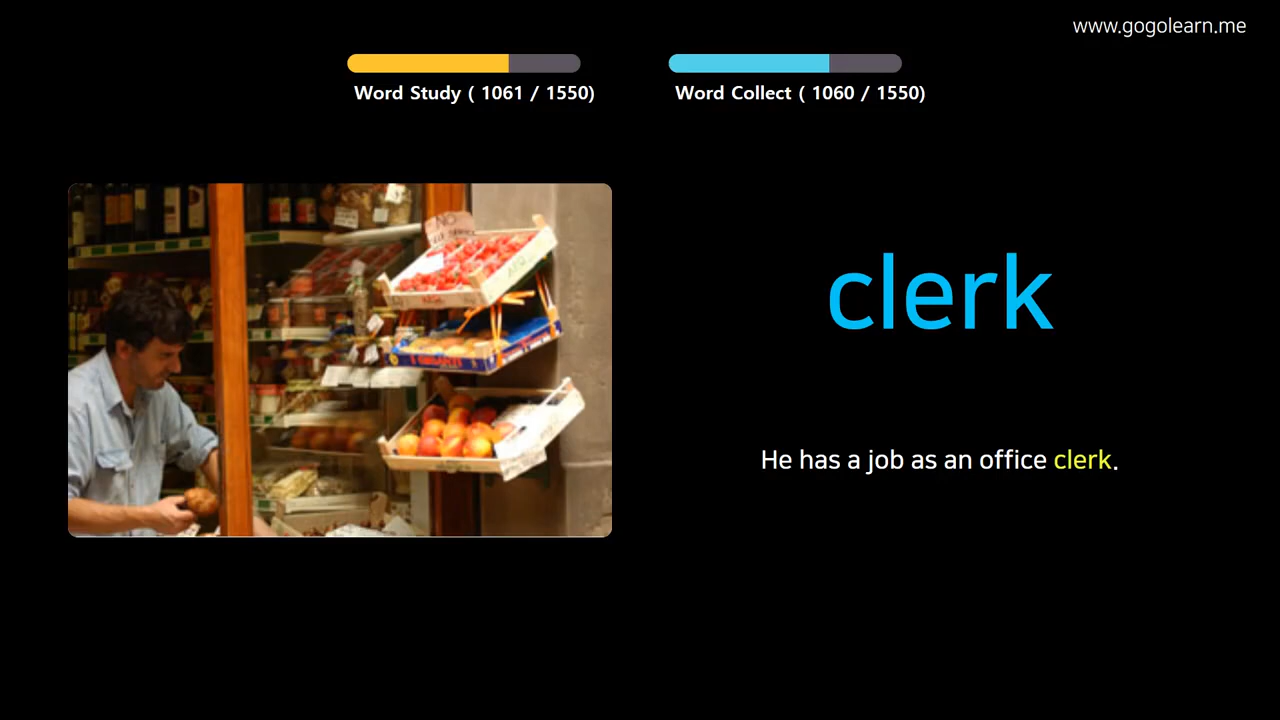 www.gogolearn.me
Word Study ( 1061 / 1550)
Word Collect ( 1060 / 1550)
NO
clerk
He has a job as an office clerk.